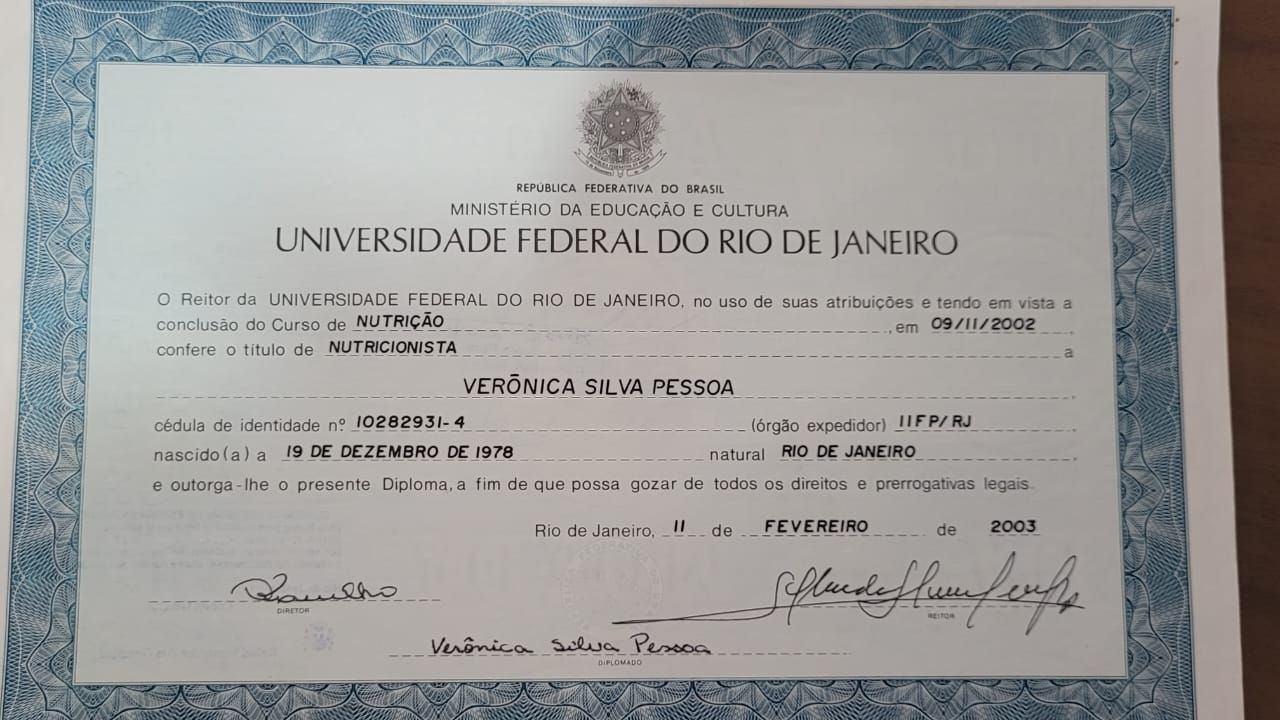 REPÚBLICA FEDERATIVA DO BRASIL
MINISTÉRIO DA EDUCAÇÃO E CULTURA
UNIVERSIDADE FEDERAL DO RIO DE JANEIRO
O Reitor da UNIVERSIDADE FEDERAL DO RIO DE JANEIRO, no uso de suas atribuições e tendo em vista a
conclusão do Curso de NUTRIÇÃO, em 09/11/2002,
confere o título de NUTRICIONISTA a
VERÔNICA SILVA PESSOA,
cédula de identidade nº 10282931-4 (órgão expedidor) IIFP/RJ,
nascido(a) a 19 DE DEZEMBRO DE 1978 natural RIO DE JANEIRO,
e outorga-lhe o presente Diploma, a fim de que possa gozar de todos os direitos e prerrogativas legais.
Rio de Janeiro, 11 de FEVEREIRO de 2003
DIRETOR
REITOR
Verônica Silva Pessoa
DIPLOMADO